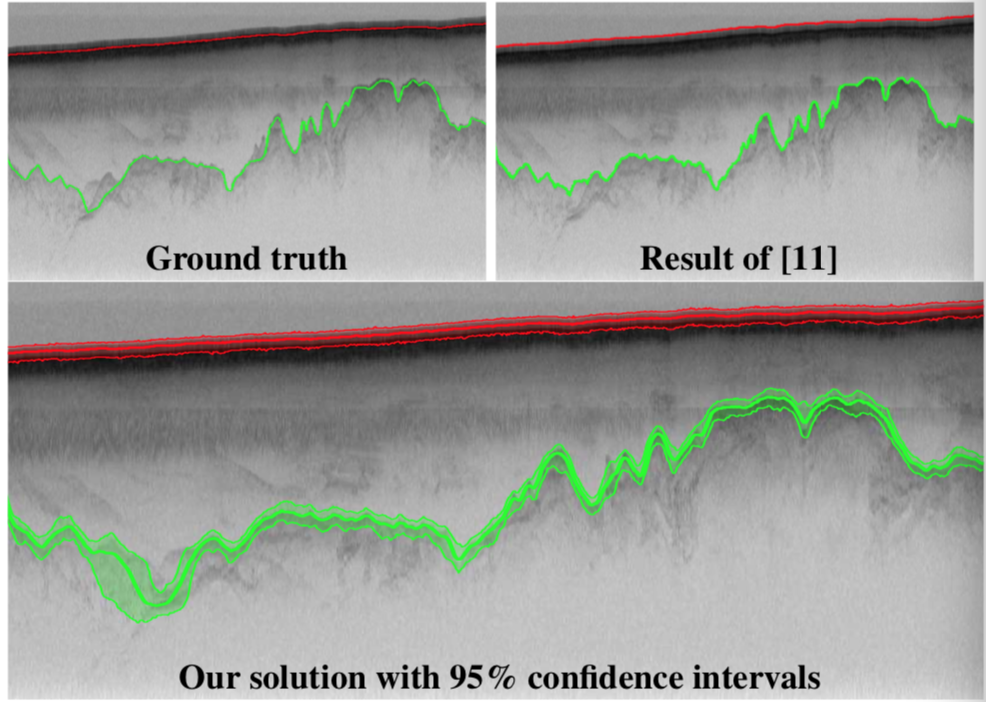 Ground truth
Result of [11]
Our solution with 95% confidence intervals